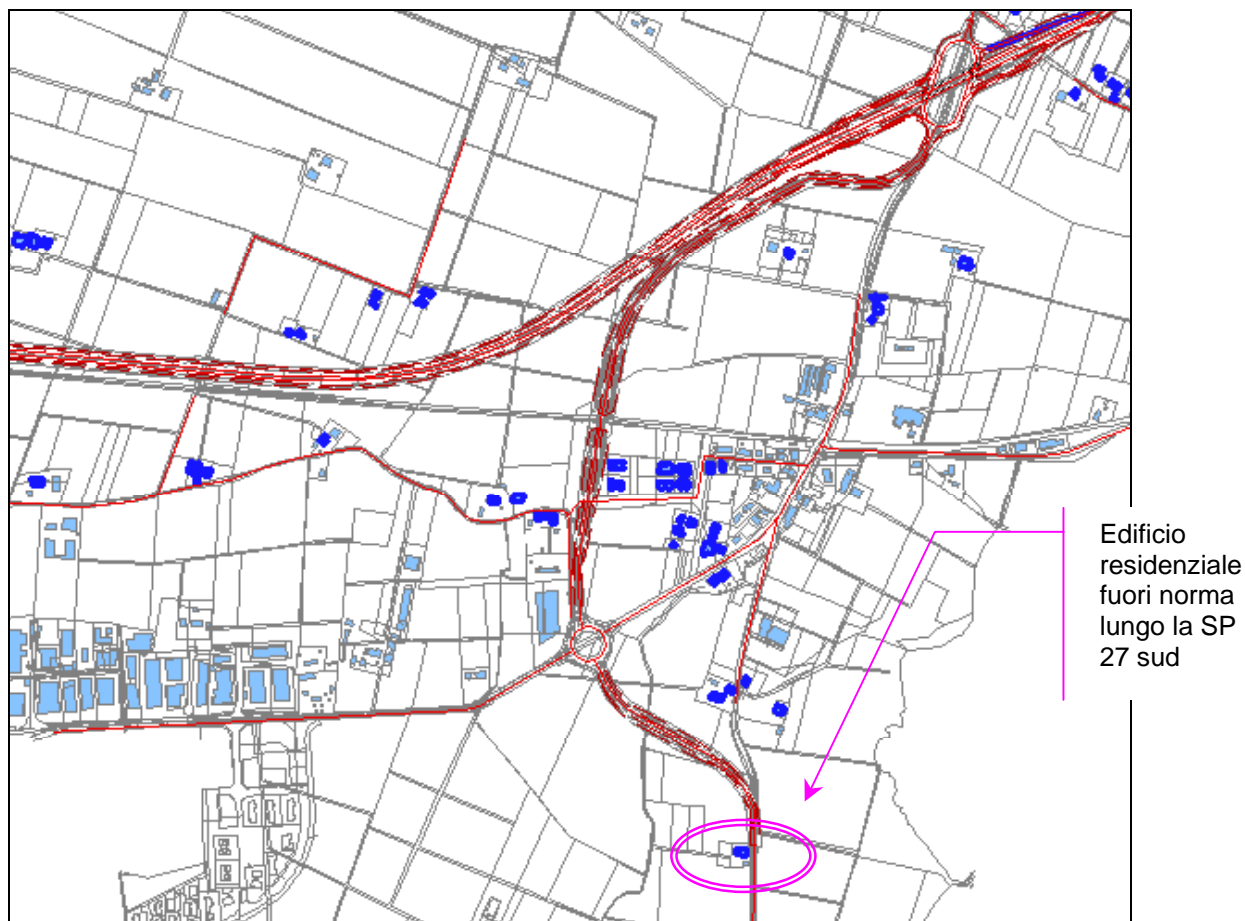 Edificio
residenziale
fuori norma
lungo la SP
27 sud